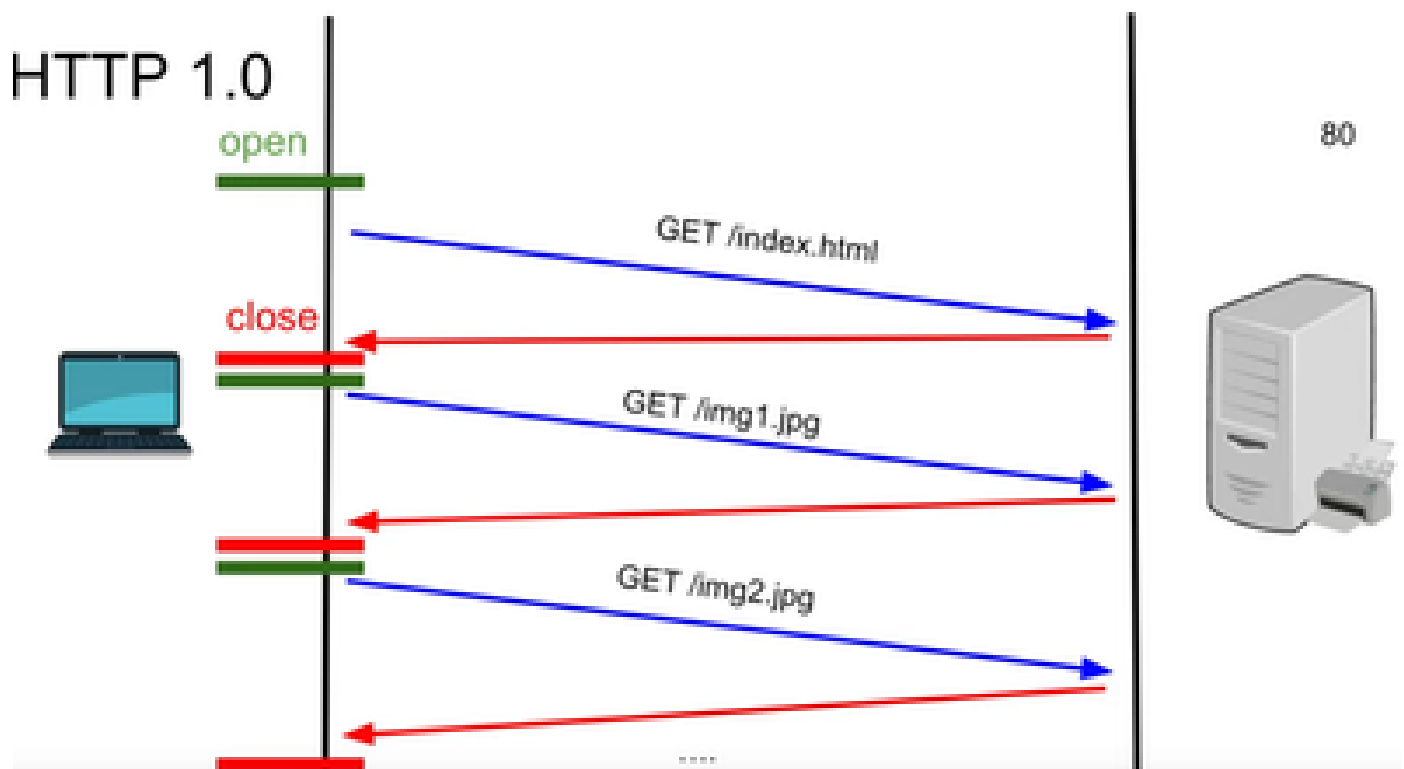 HTTP 1.0
open
80
GET /index.html
close
GET /img1.jpg
GET /img2.jpg
....